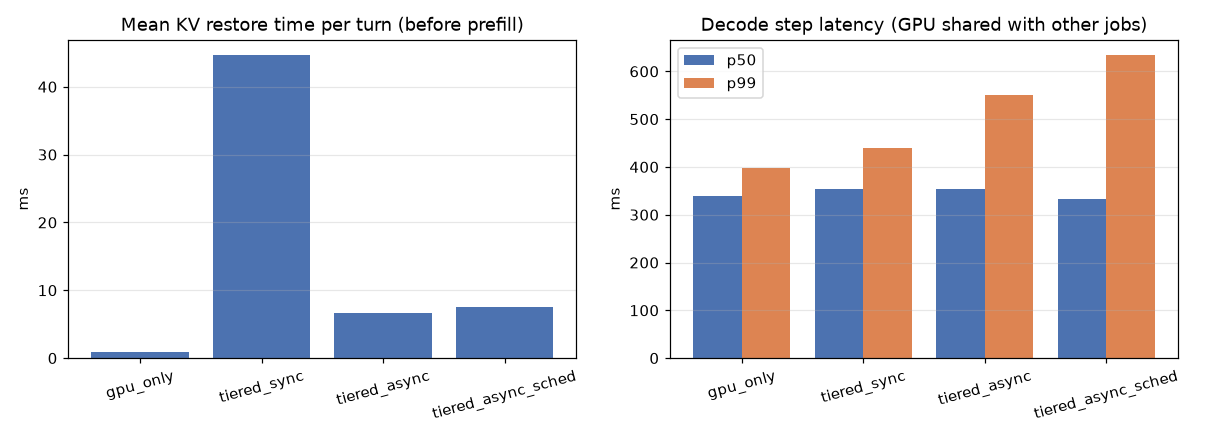 Mean KV restore time per turn (before prefill)
ms
40
30
20
10
0
gpu_only
tiered_sync
tiered_async
tiered_async_sched
Decode step latency (GPU shared with other jobs)
p50
p99
ms
600
500
400
300
200
100
0
gpu_only
tiered_sync
tiered_async
tiered_async_sched